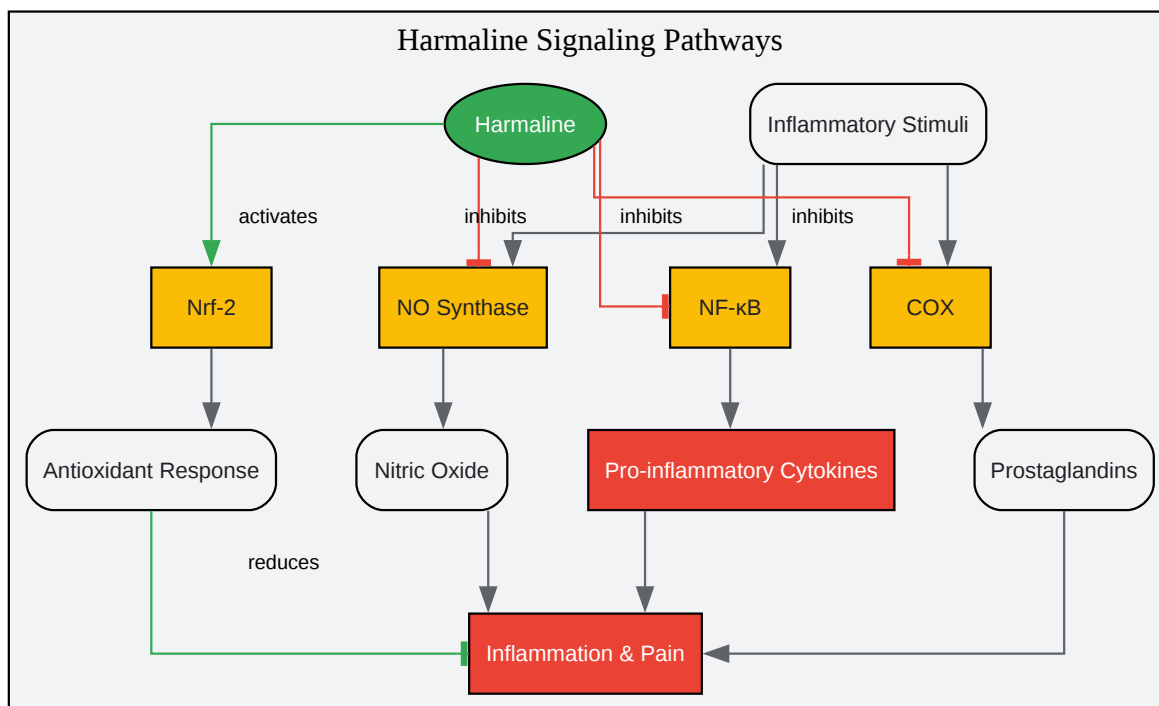 Harmaline Signaling Pathways
Harmaline
Inflammatory Stimuli
activates
inhibits
inhibits
inhibits
Nrf-2
NO Synthase
NF-κB
COX
Antioxidant Response
Nitric Oxide
Pro-inflammatory Cytokines
Prostaglandins
reduces
Inflammation & Pain